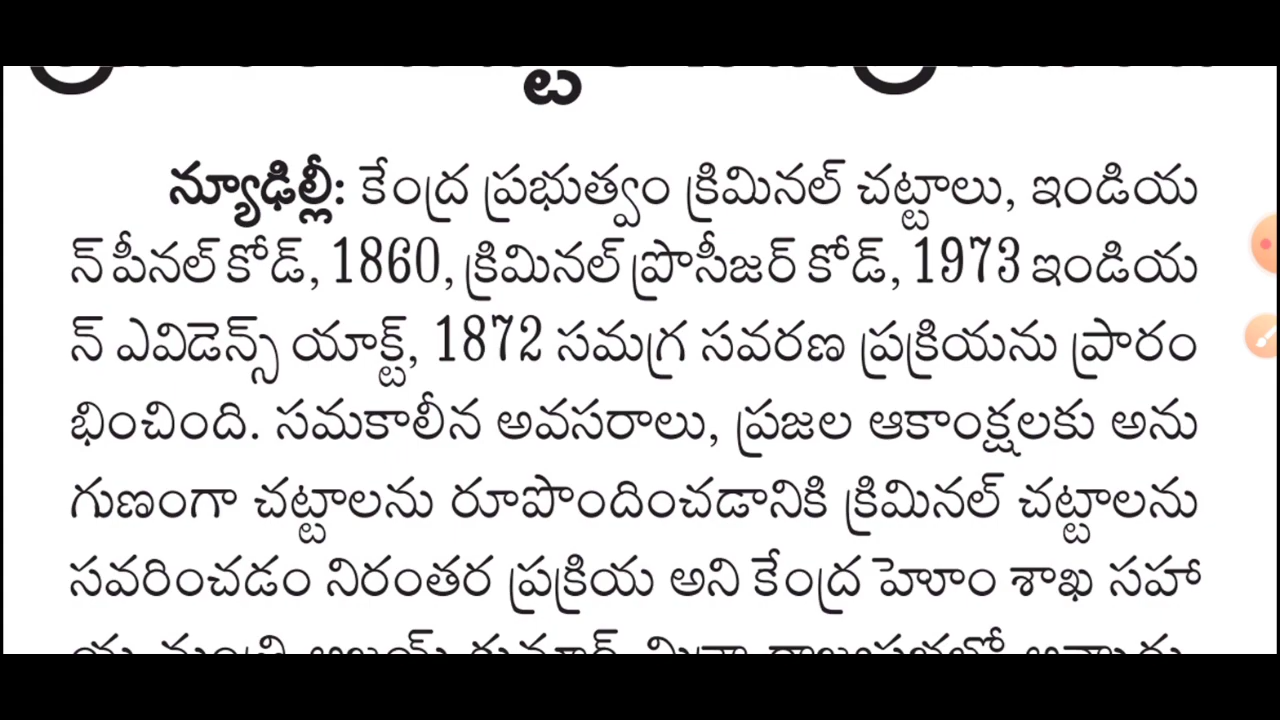 న్యూఢిల్లీ: కేంద్ర ప్రభుత్వం క్రిమినల్ చట్టాలు, ఇండియ
న్ పీనల్ కోడ్, 1860, క్రిమినల్ ప్రొసీజర్ కోడ్, 1973 ఇండియ
న్ ఎవిడెన్స్ యాక్ట్, 1872 సమగ్ర సవరణ ప్రక్రియను ప్రారం
భించింది. సమకాలీన అవసరాలు, ప్రజల ఆకాంక్షలకు అను
గుణంగా చట్టాలను రూపొందించడానికి క్రిమినల్ చట్టాలను
సవరించడం నిరంతర ప్రక్రియ అని కేంద్ర హెూం శాఖ సహా